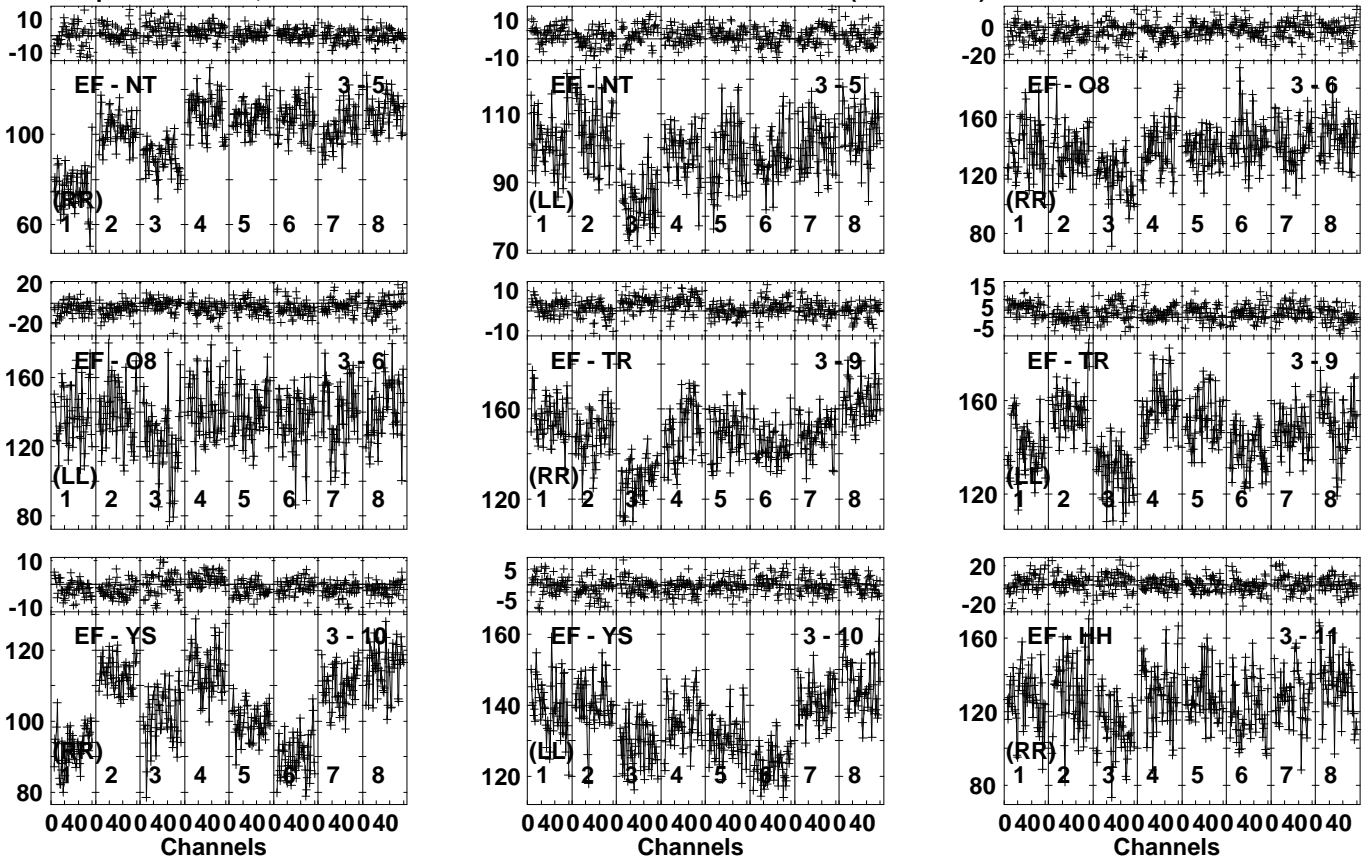 10 10 0
-10 -10 -20
EF - NT 3 - 5 EF - NT 3 - 5 EF - O8 3 - 6
100 110 160
90 120
(RR) (LL) (RR)
60 1 2 3 4 5 6 7 8 70 1 2 3 4 5 6 7 8 80 1 2 3 4 5 6 7 8
20 10 15
5
-20 -10 -5
EF - O8 3 - 6 EF - TR 3 - 9 EF - TR 3 - 9
160 160 160
120
(LL) (RR) (LL)
80 1 2 3 4 5 6 7 8 120 1 2 3 4 5 6 7 8 120 1 2 3 4 5 6 7 8
10 5 20
-10 -5 -20
EF - YS 3 - 10 EF - YS 3 - 10 EF - HH 3 - 11
120 160 160
100 140 120
(RR) (LL) (RR)
80 1 2 3 4 5 6 7 8 120 1 2 3 4 5 6 7 8 80 1 2 3 4 5 6 7 8
0 40 0 40 0 40 0 40 0 40 0 40 0 40 0 40 0 40 0 40 0 40 0 40 0 40 0 40 0 40 0 40 0 40 0 40 0 40 0 40 0 40 0 40 0 40 0 40
Channels Channels Channels